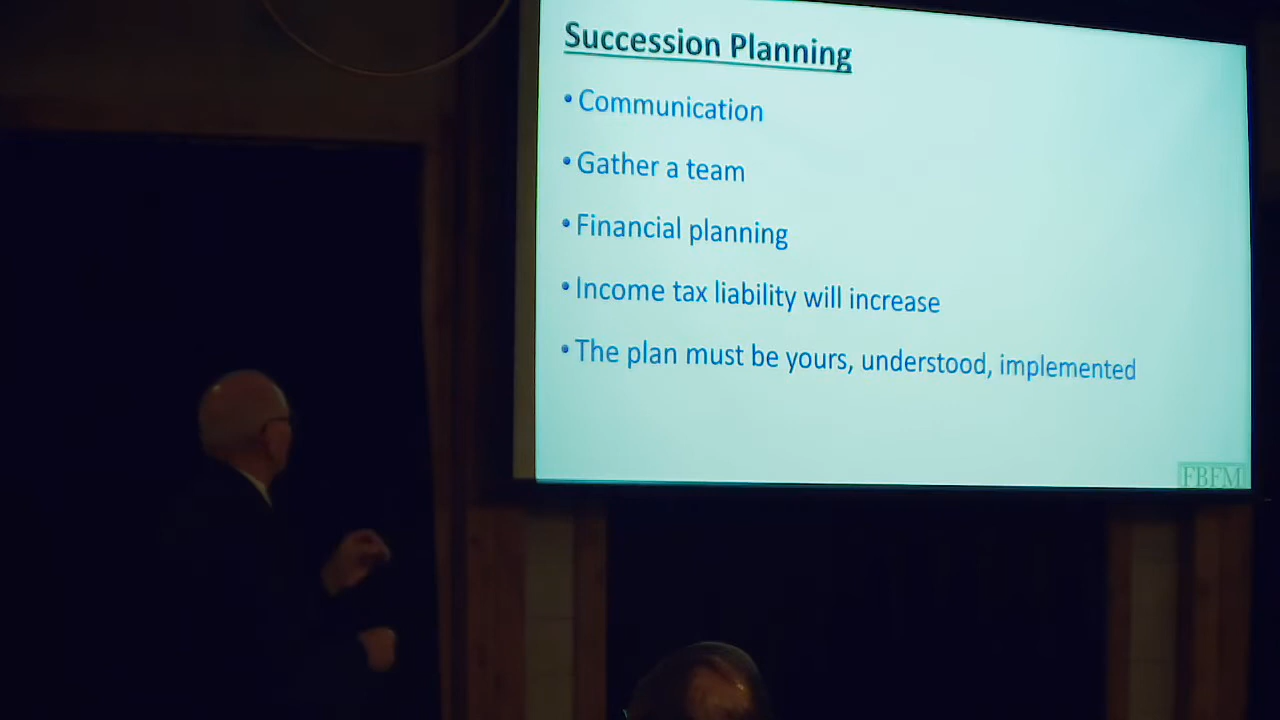 Succession Planning
• Communication
• Gather a team
• Financial planning
• Income tax liability will increase
• The plan must be yours, understood, implemented
FBFM